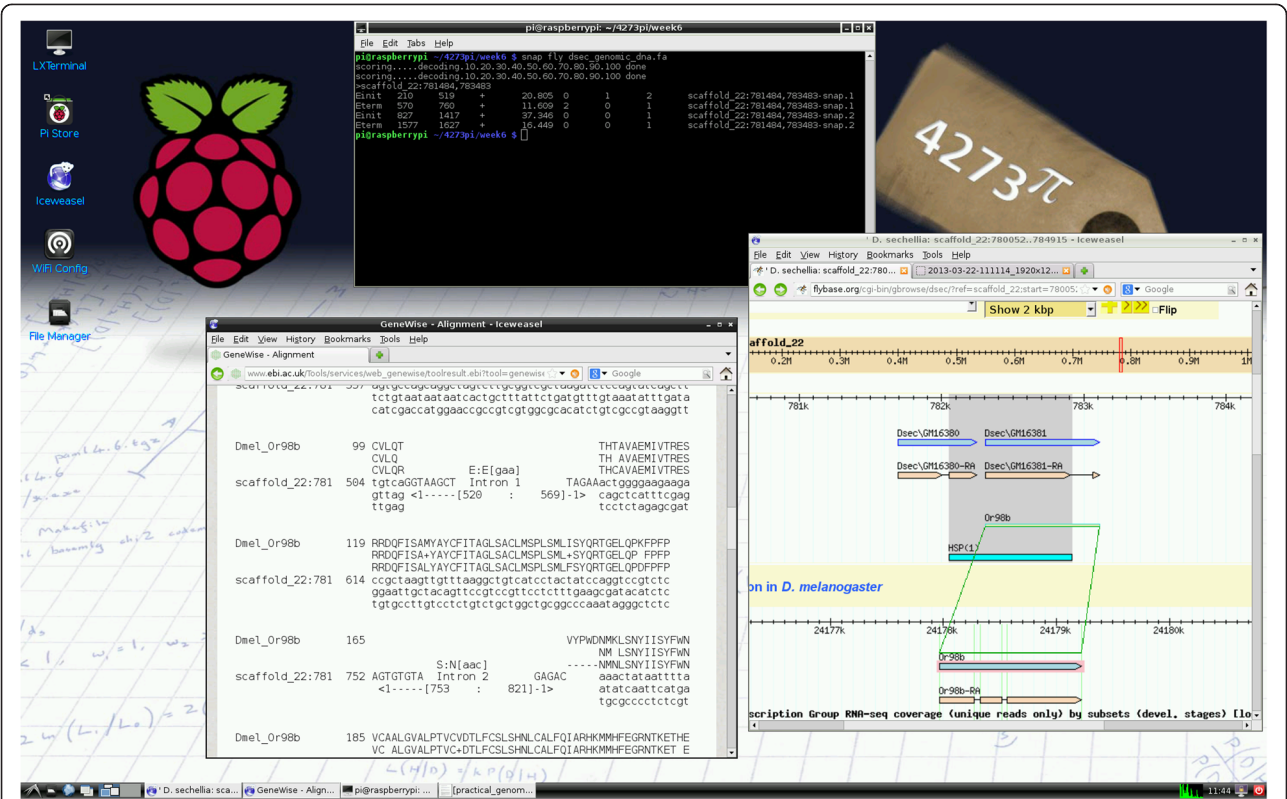 LXTerminal
Pi Store
Iceweasel
WiFi Config
File Manager
pi@raspberrypi: ~/4273pi/week6
File Edit Tabs Help
pi@raspberrypi ~/4273pi/week6 $ snap fly dsec_genomic_dna.fa
scoring.....decoding.10.20.30.40.50.60.70.80.90.100 done
scoring.....decoding.10.20.30.40.50.60.70.80.90.100 done
>scaffold_22:781484,783483
Einit 210 519 + 20.805 0 1 2 scaffold_22:781484,783483-snap.1
Eterm 570 760 + 11.609 2 0 1 scaffold_22:781484,783483-snap.1
Einit 827 1417 + 37.346 0 0 1 scaffold_22:781484,783483-snap.2
Eterm 1577 1627 + 16.449 0 0 1 scaffold_22:781484,783483-snap.2
pi@raspberrypi ~/4273pi/week6 $
4273π
GeneWise - Alignment - Iceweasel
File Edit View History Bookmarks Tools Help
GeneWise - Alignment
www.ebi.ac.uk/Tools/services/web_genewise/toolresult.ebi?tool=genewise
Google
tctgtaataataatcactgctttattctgatgtttgtaaatatttgata
catcgaccatggaaccgccgtcgtggcgcacatctgtcgccgtaaggtt
Dmel_Or98b 99 CVLQT THTAVAEMIVTRES
CVLQ TH AVAEMIVTRES
CVLQR E:E[gaa] THCAVAEMIVTRES
scaffold_22:781 504 tgtcaGGTAAGCT Intron 1 TAGAAactggggaagaaga
gttag <1-----[520 : 569]-1> cagctcatttcgag
ttgag tcctctagagcgat
Dmel_Or98b 119 RRDQFISAMYAYCFITAGLSACLMSPLSMLISYQRTGELQPKFPFP
RRDQFISA+YAYCFITAGLSACLMSPLSML+SYQRTGELQP FPFP
RRDQFISALYAYCFITAGLSACLMSPLSMLFSYQRTGELQPDFPFP
scaffold_22:781 614 ccgctaagttgtttaaggctgtcatcctactatccaggtccgtctc
ggaattgctacagttccgtcgttcctctttgaagcgatacatctc
tgtgccttgtcctctgtctgctggctgcggcccaaatagggctctc
Dmel_Or98b 165 VYPWDNMKLSNYIISYFWN
NM LSNYIISYFWN
S:N[aac] -----NMNLSNYIISYFWN
scaffold_22:781 752 AGTGTGTA Intron 2 GAGAC aaactataattttta
<1-----[753 : 821]-1> atatcaattcatga
tgcgcccctctcgt
Dmel_Or98b 185 VCAALGVALPTVCVDTLFCSLSHNLCALFQIARHKMMHFEGRNTKETHE
VC ALGVALPTVC+DTLFCSLSHNLCALFQIARHKMMHFEGRNTKET E
' D. sechellia: scaffold_22:780052..784915 - Iceweasel
File Edit View History Bookmarks Tools Help
' D. sechellia: scaffold_22:780...
2013-03-22-111114_1920x12...
flybase.org/cgi-bin/gbrowse/dsec/?ref=scaffold_22:start=78005
Google
Show 2 kbp
Flip
affold_22
0.2M 0.3M 0.4M 0.5M 0.6M 0.7M 0.8M 0.9M 1M
781k 782k 783k 784k
Dsec\GM16380 Dsec\GM16381
Dsec\GM16380-RA Dsec\GM16381-RA
Or98b
HSP(1)
on in D. melanogaster
24177k 24178k 24179k 24180k
Or98b
Or98b-RA
scription Group RNA-seq coverage (unique reads only) by subsets (devel. stages) [lo
' D. sechellia: sca...
GeneWise - Align...
pi@raspberrypi: ...
[practical_genom...
11:44